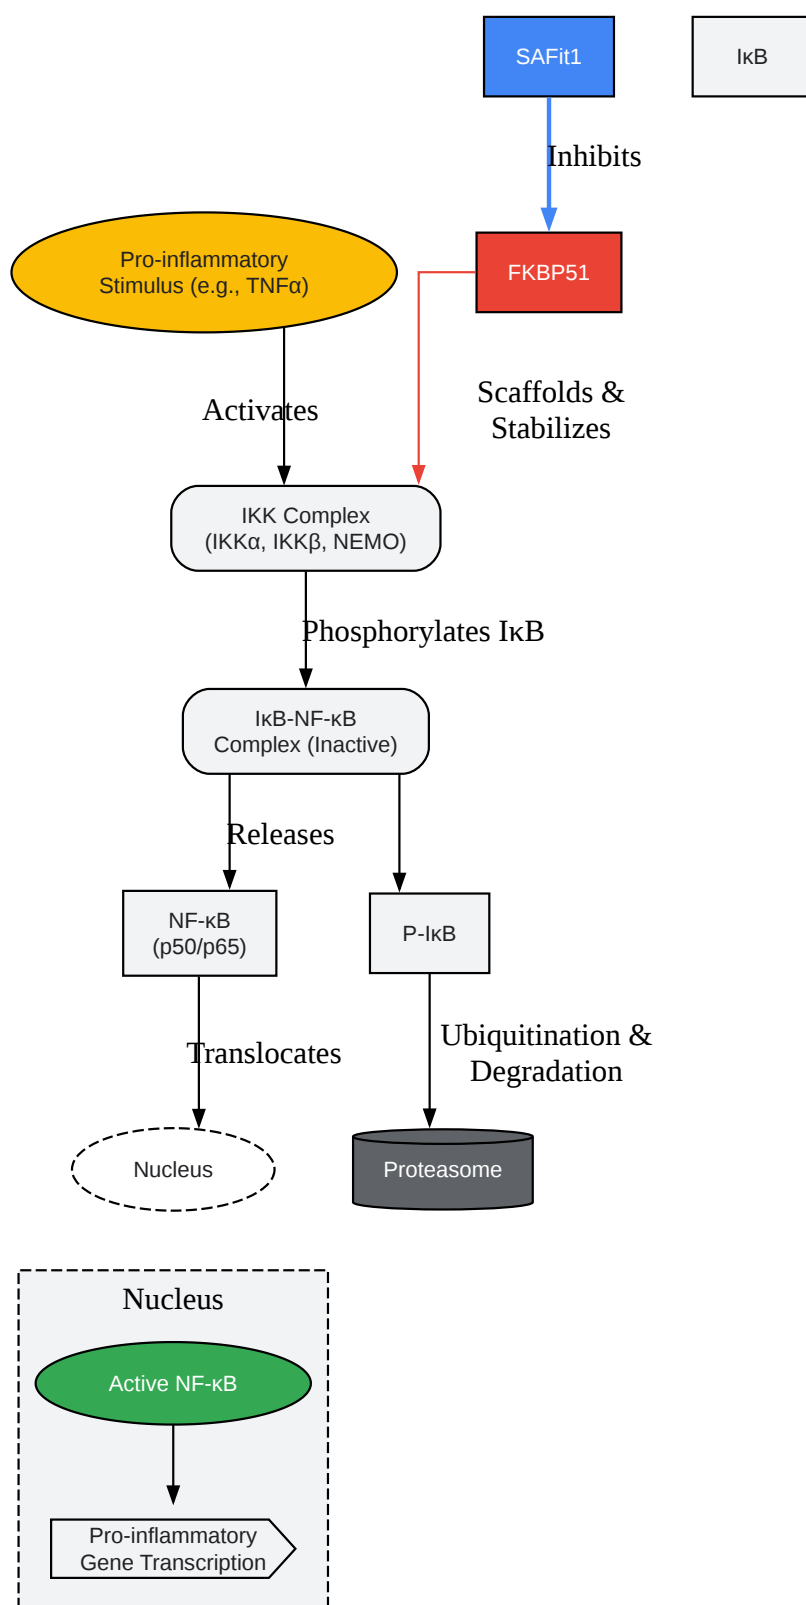 SAFit1
IκB
Inhibits
Pro-inflammatory
Stimulus (e.g., TNFα)
FKBP51
Activates
Scaffolds &
Stabilizes
IKK Complex
(IKKα, IKKβ, NEMO)
Phosphorylates IκB
IκB-NF-κB
Complex (Inactive)
Releases
NF-κB
(p50/p65)
P-IκB
Translocates
Ubiquitination &
Degradation
Nucleus
Proteasome
Nucleus
Active NF-κB
Pro-inflammatory
Gene Transcription